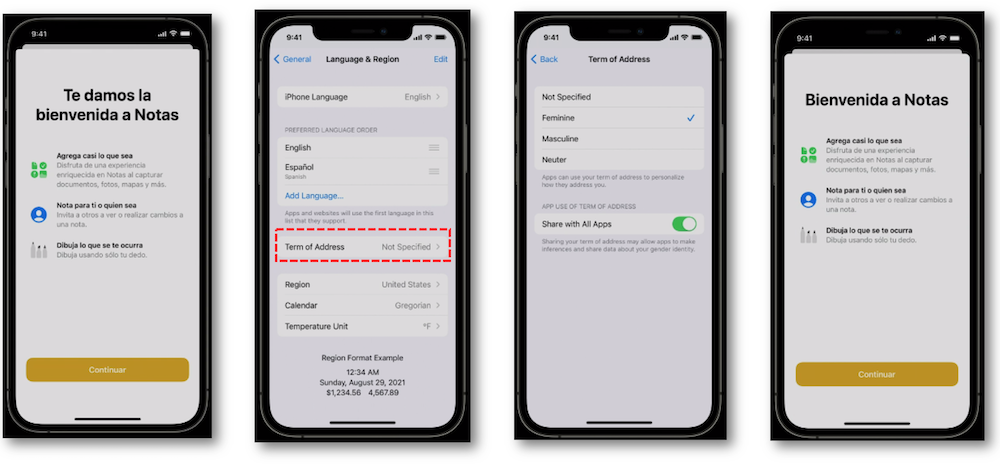 9:41
Te damos la
bienvenida a Notas
Agrega casi lo que sea
Disfruta de una experiencia
enriquecida en Notas al capturar
documentos, fotos, mapas y más.
Nota para ti o quien sea
Invita a otros a ver o realizar cambios a
una nota.
Dibuja lo que se te ocurra
Dibuja usando sólo tu dedo.
Continuar
9:41
General Language & Region Edit
iPhone Language English
PREFERRED LANGUAGE ORDER
English
Español
Spanish
Add Language...
Apps and websites will use the first language in this
list that they support.
Term of Address Not Specified
Region United States
Calendar Gregorian
Temperature Unit °F
Region Format Example
12:34 AM
Sunday, August 29, 2021
$1,234.56 4,567.89
9:41
Back Term of Address
Not Specified
Feminine
Masculine
Neuter
Apps can use your term of address to personalize
how they address you.
APP USE OF TERM OF ADDRESS
Share with All Apps
Sharing your term of address may allow apps to make
inferences and share data about your gender identity.
9:41
Bienvenida a Notas
Agrega casi lo que sea
Disfruta de una experiencia
enriquecida en Notas al capturar
documentos, fotos, mapas y más.
Nota para ti o quien sea
Invita a otros a ver o realizar cambios a
una nota.
Dibuja lo que se te ocurra
Dibuja usando sólo tu dedo.
Continuar